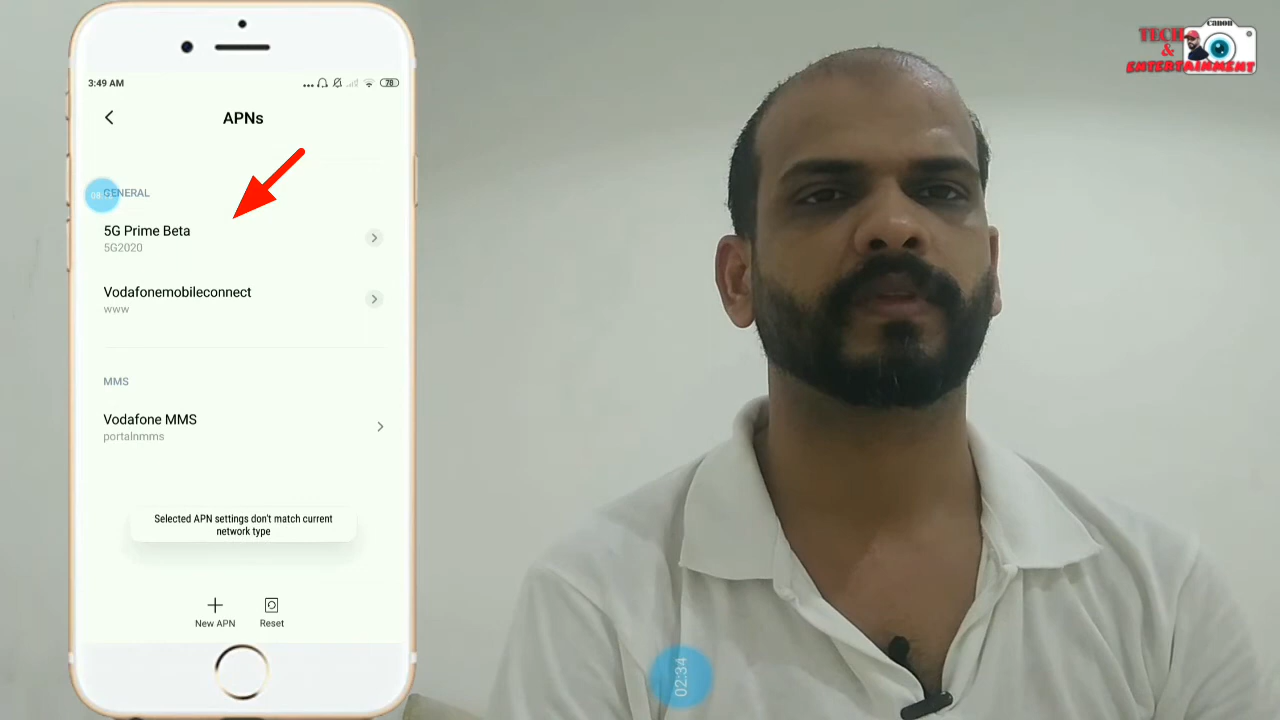 3:49 AM
78
APNs
GENERAL
5G Prime Beta
5G2020
Vodafonemobileconnect
www
MMS
Vodafone MMS
portalnmms
Selected APN settings don't match current
network type
New APN
Reset
Canon
TECH
&
ENTERTAINMENT
02:34